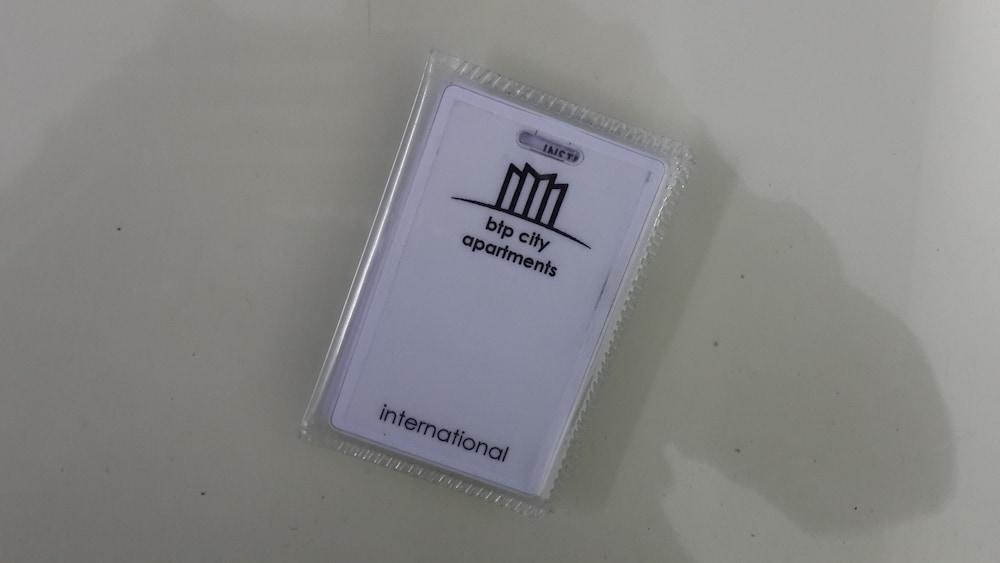 btp city
apartments
international